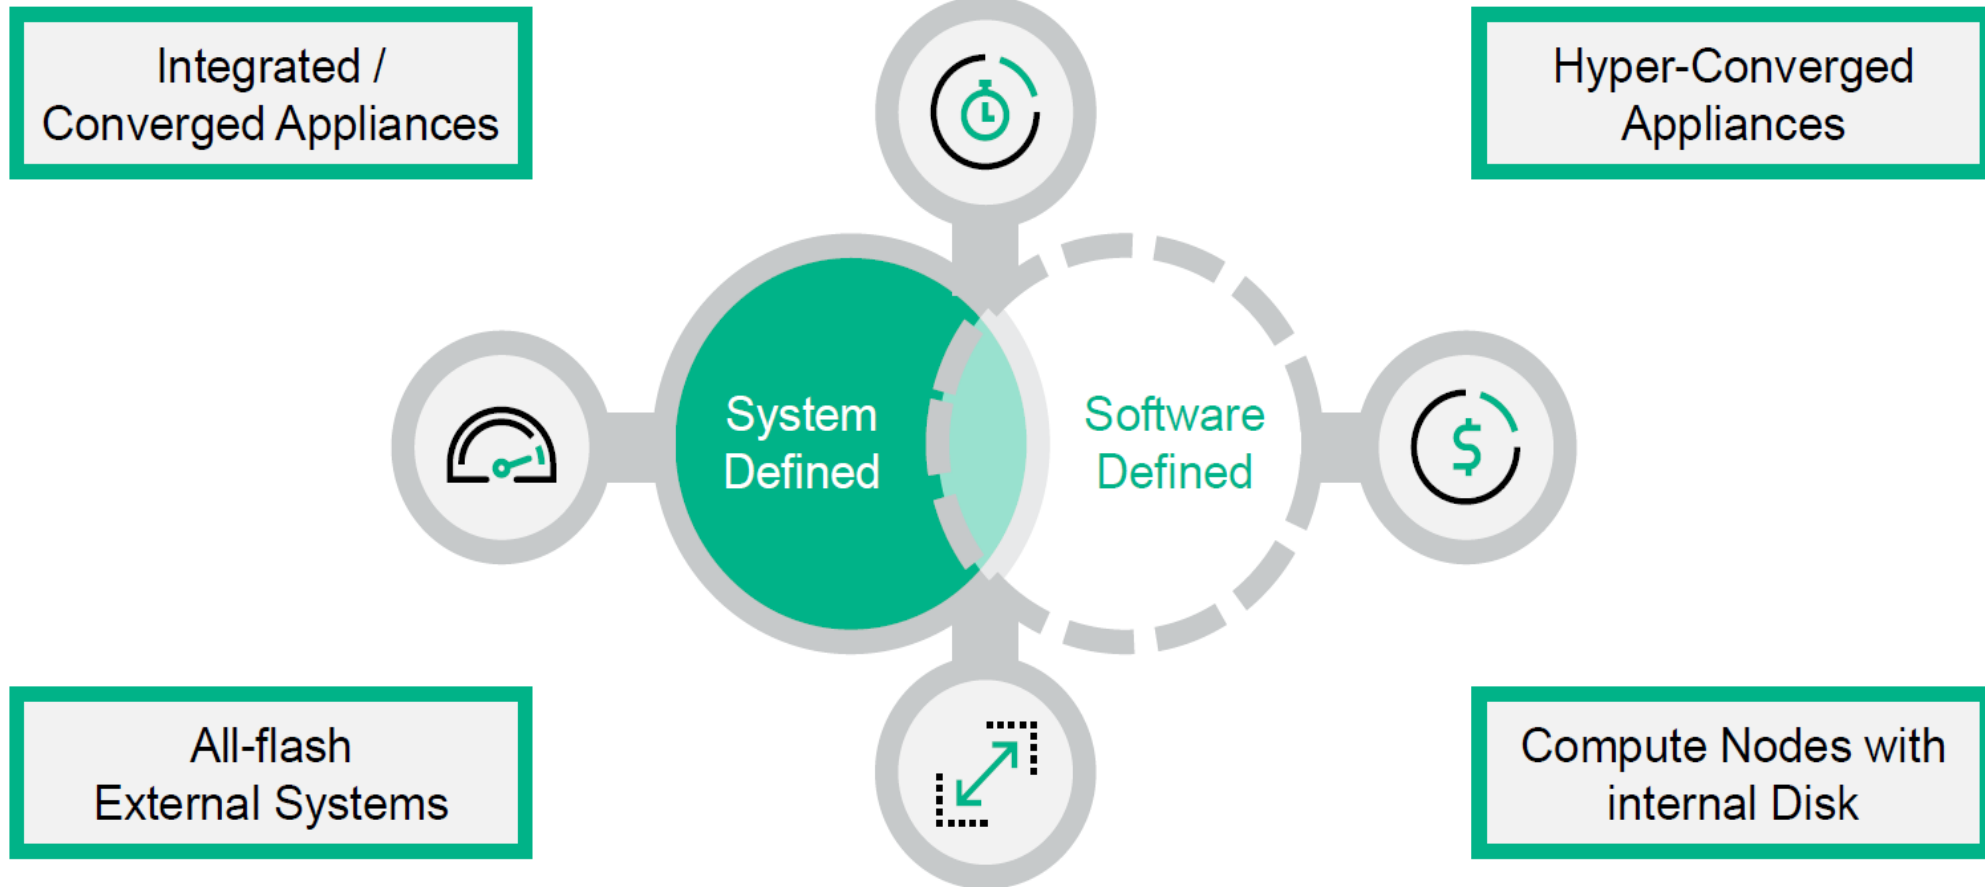 Integrated /
Converged Appliances
Hyper-Converged
Appliances
System
Defined
Software
Defined
$
All-flash
External Systems
Compute Nodes with
internal Disk